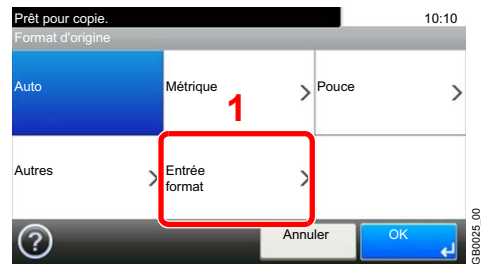 Prêt pour copie. 10:10
Format d'origine
Auto
Métrique
Pouce
1
Autres
Entrée
format
?
Annuler
OK
GB0025_00